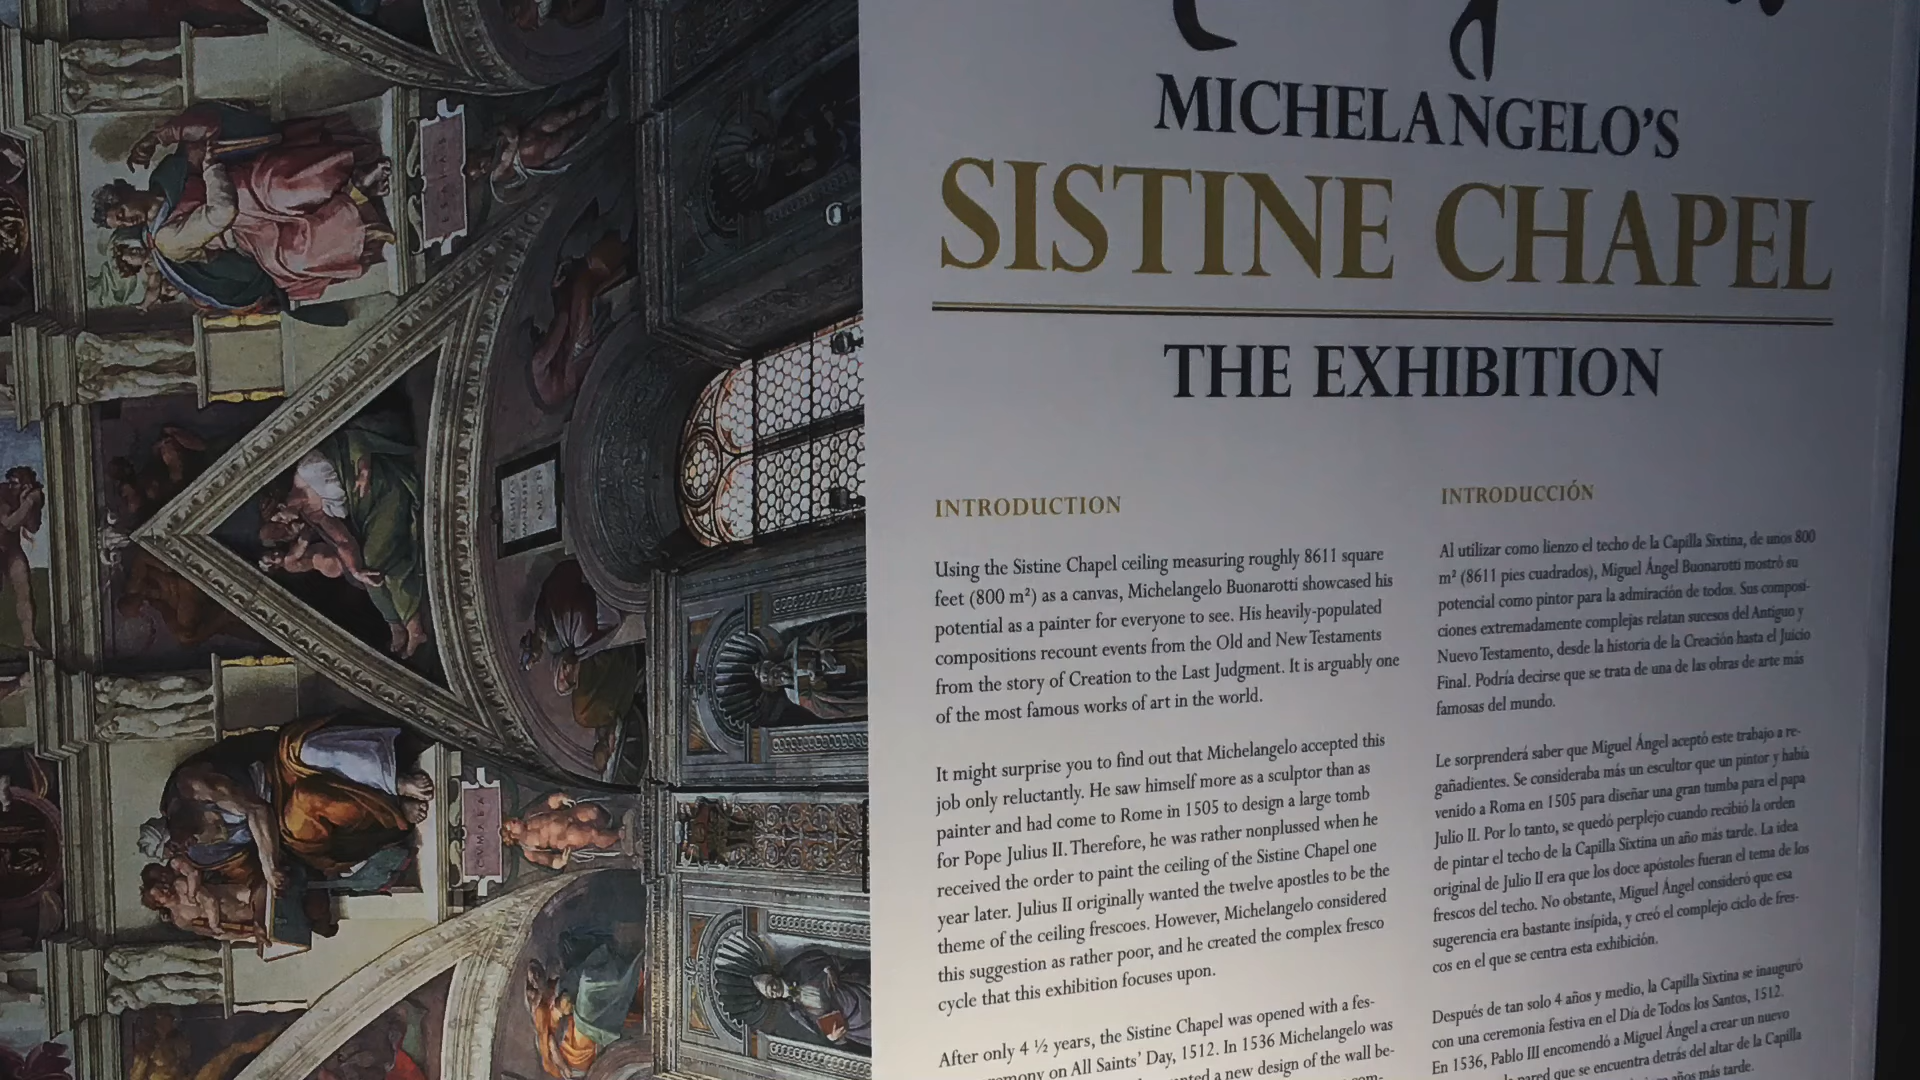 MICHELANGELO'S
SISTINE CHAPEL
THE EXHIBITION
INTRODUCTION
Using the Sistine Chapel ceiling measuring roughly 8611 square
feet (800 m²) as a canvas, Michelangelo Buonarotti showcased his
potential as a painter for everyone to see. His heavily-populated
compositions recount events from the Old and New Testaments
from the story of Creation to the Last Judgment. It is arguably one
of the most famous works of art in the world.
It might surprise you to find out that Michelangelo accepted this
job only reluctantly. He saw himself more as a sculptor than as
painter and had come to Rome in 1505 to design a large tomb
for Pope Julius II. Therefore, he was rather nonplussed when he
received the order to paint the ceiling of the Sistine Chapel one
year later. Julius II originally wanted the twelve apostles to be the
theme of the ceiling frescoes. However, Michelangelo considered
this suggestion as rather poor, and he created the complex fresco
cycle that this exhibition focuses upon.
After only 4 ½ years, the Sistine Chapel was opened with a fes-
on All Saints' Day, 1512. In 1536 Michelangelo was
a new design of the wall be-
INTRODUCCIÓN
Al utilizar como lienzo el techo de la Capilla Sixtina, de unos 800
m² (8611 pies cuadrados), Miguel Ángel Buonarotti mostró su
potencial como pintor para la admiración de todos. Sus composi-
ciones extremadamente complejas relatan sucesos del Antiguo y
Nuevo Testamento, desde la historia de la Creación hasta el Juicio
Final. Podría decirse que se trata de una de las obras de arte más
famosas del mundo.
Le sorprenderá saber que Miguel Ángel aceptó este trabajo a re-
gañadientes. Se consideraba más un escultor que un pintor y había
venido a Roma en 1505 para diseñar una gran tumba para el papa
Julio II. Por lo tanto, se quedó perplejo cuando recibió la orden
de pintar el techo de la Capilla Sixtina un año más tarde. La idea
original de Julio II era que los doce apóstoles fueran el tema de los
frescos del techo. No obstante, Miguel Ángel consideró que esa
sugerencia era bastante insípida, y creó el complejo ciclo de fres-
cos en el que se centra esta exhibición.
Después de tan solo 4 años y medio, la Capilla Sixtina se inauguró
con una ceremonia festiva en el Día de Todos los Santos, 1512.
En 1536, Pablo III encomendó a Miguel Ángel a crear un nuevo
pared que se encuentra detrás del altar de la Capilla
años más tarde.